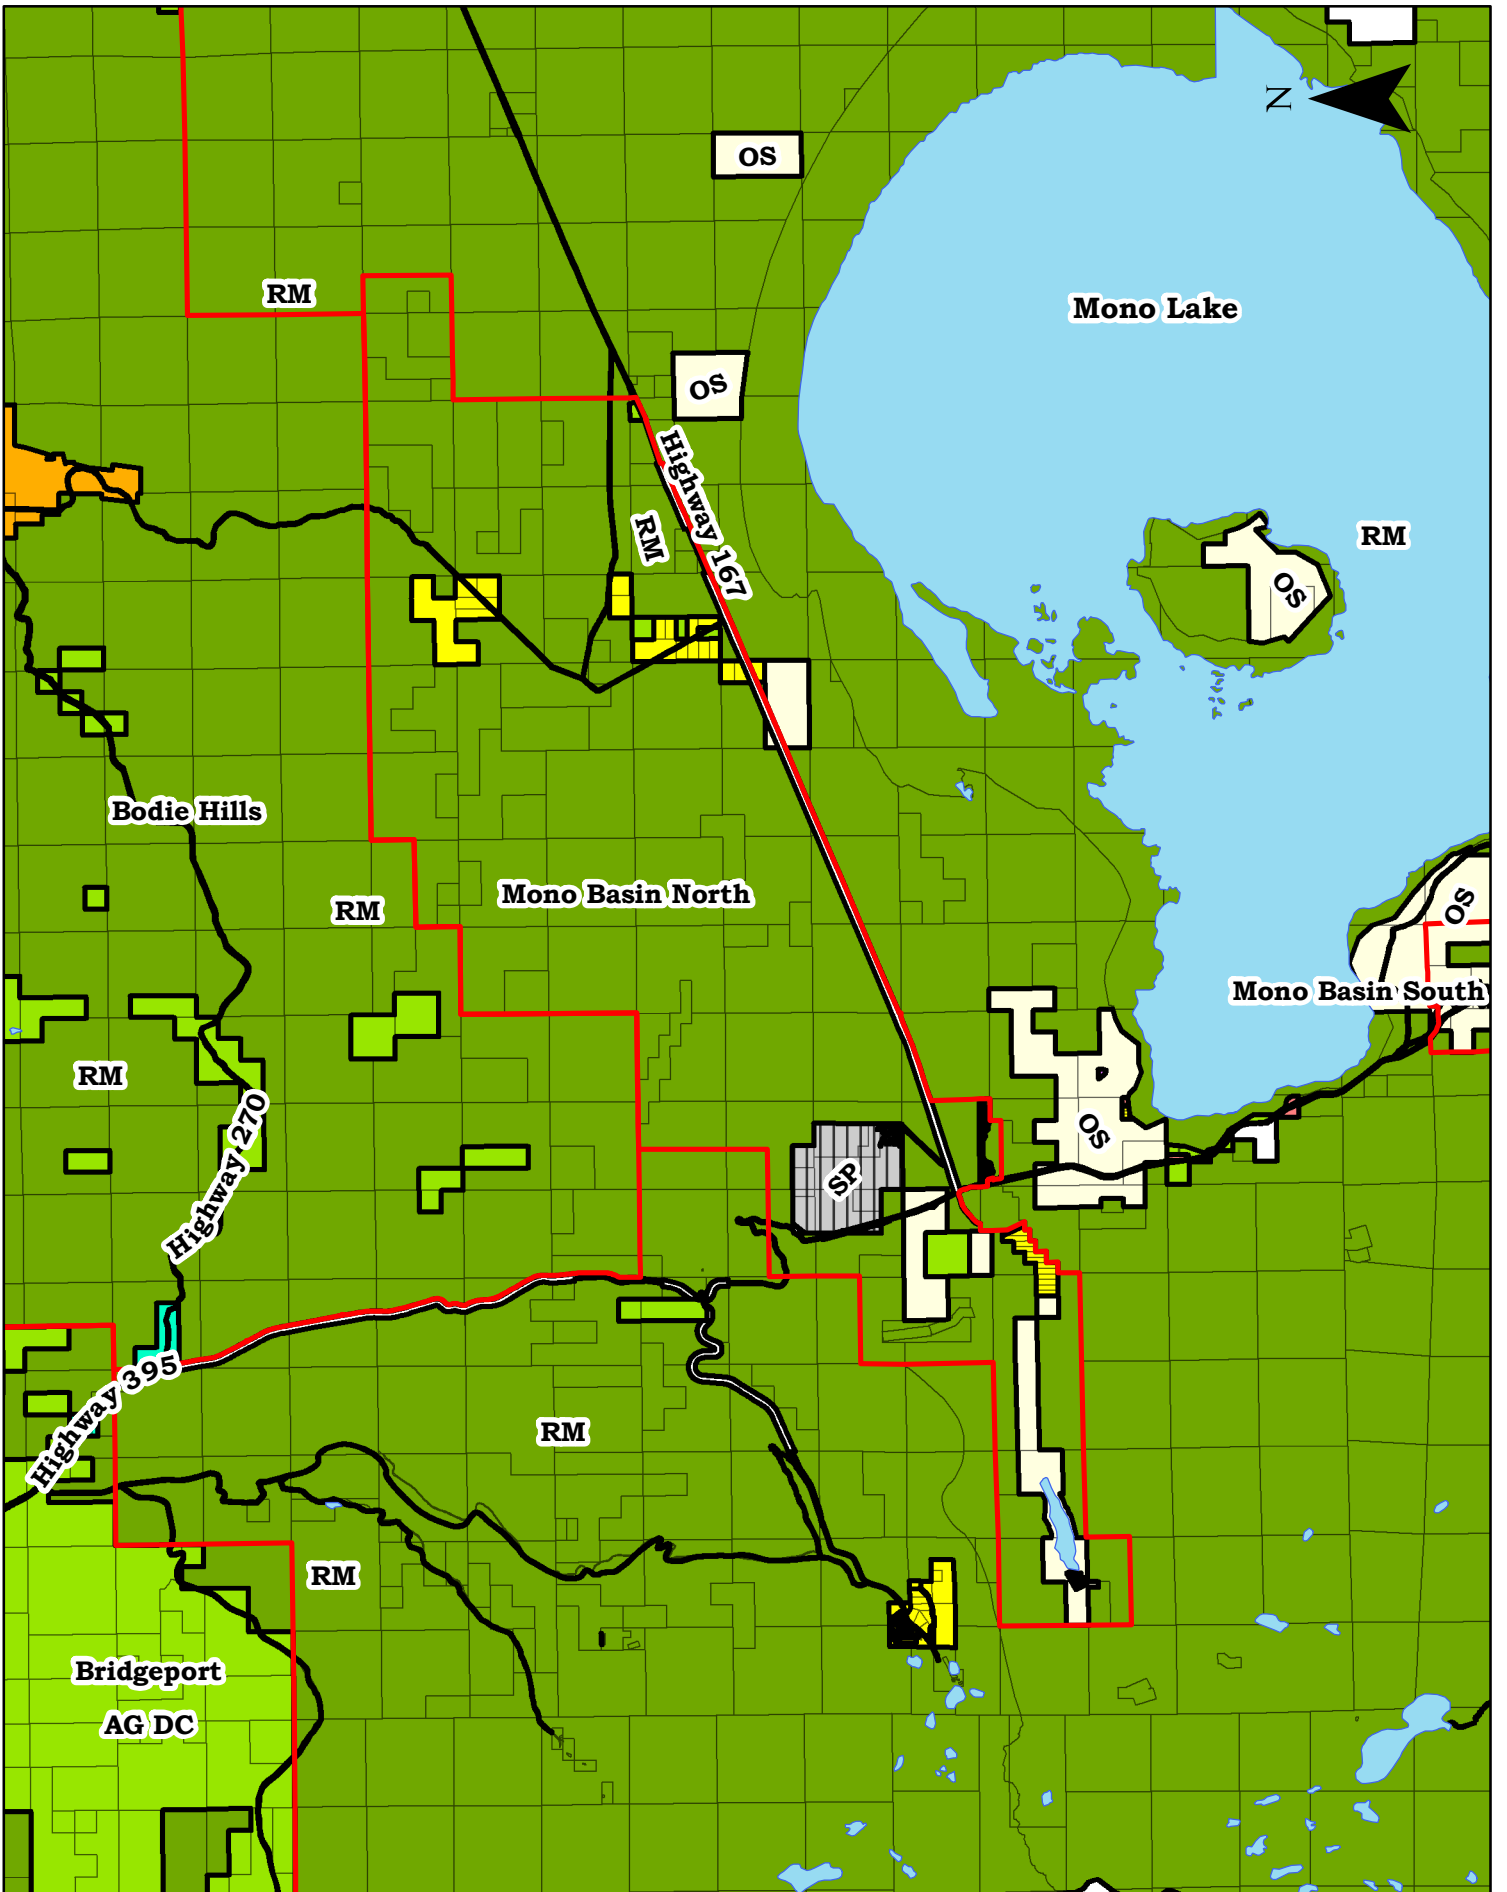 N
OS
RM
Mono Lake
OS
Highway 167
RM
RM
OS
Bodie Hills
Mono Basin North
RM
OS
Mono Basin South
RM
Highway 270
OS
SP
Highway 395
RM
RM
Bridgeport
AG DC